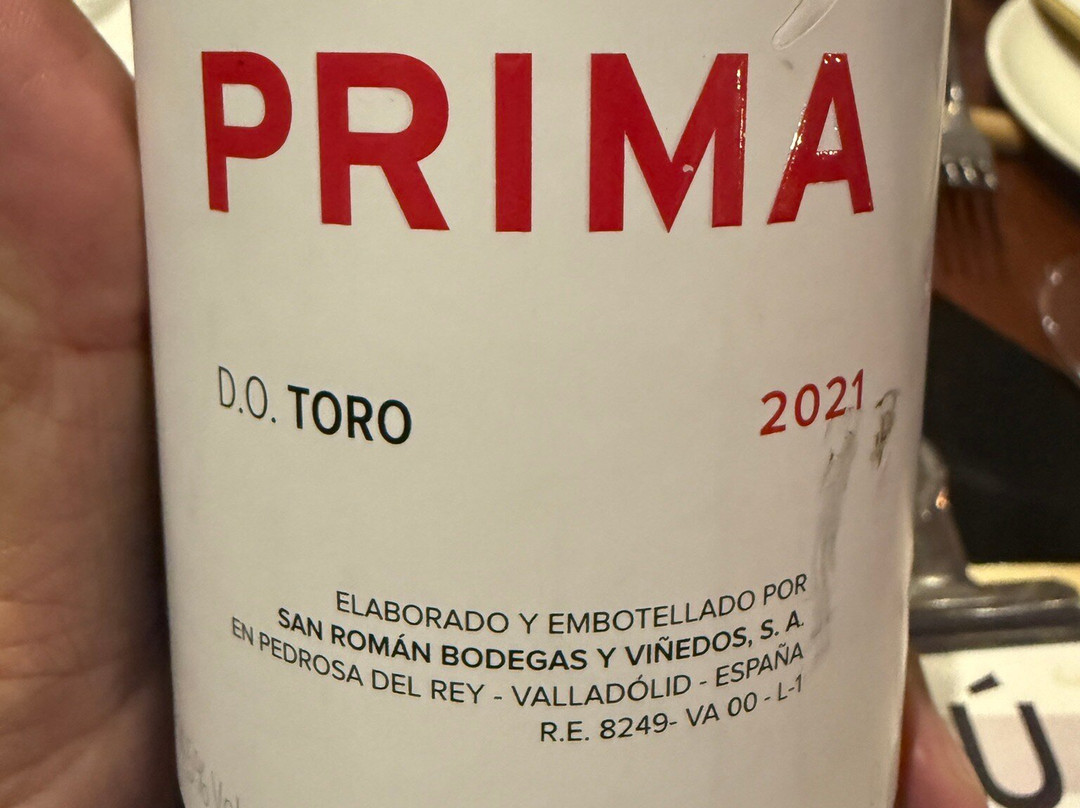 PRIMA
D.O. TORO 2021
ELABORADO Y EMBOTELLADO POR
SAN ROMÁN BODEGAS Y VIÑEDOS, S. A.
EN PEDROSA DEL REY - VALLADÓLID - ESPAÑA
R.E. 8249- VA 00 - L-1
Ú